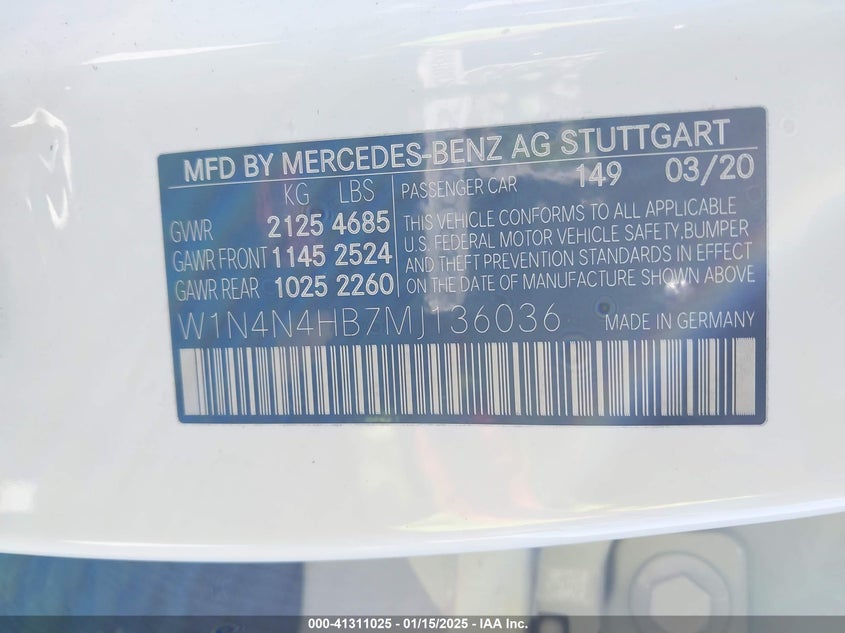 MFD BY MERCEDES-BENZ AG STUTTGART
KG LBS
GVWR 2125 4685
GAWR FRONT 1145 2524
GAWR REAR 1025 2260
PASSENGER CAR 149 03/20
THIS VEHICLE CONFORMS TO ALL APPLICABLE
U.S. FEDERAL MOTOR VEHICLE SAFETY, BUMPER
AND THEFT PREVENTION STANDARDS IN EFFECT
ON THE DATE OF MANUFACTURE SHOWN ABOVE
W1N4N4HB7MJ136036 MADE IN GERMANY
000-41311025 - 01/15/2025 - IAA Inc.